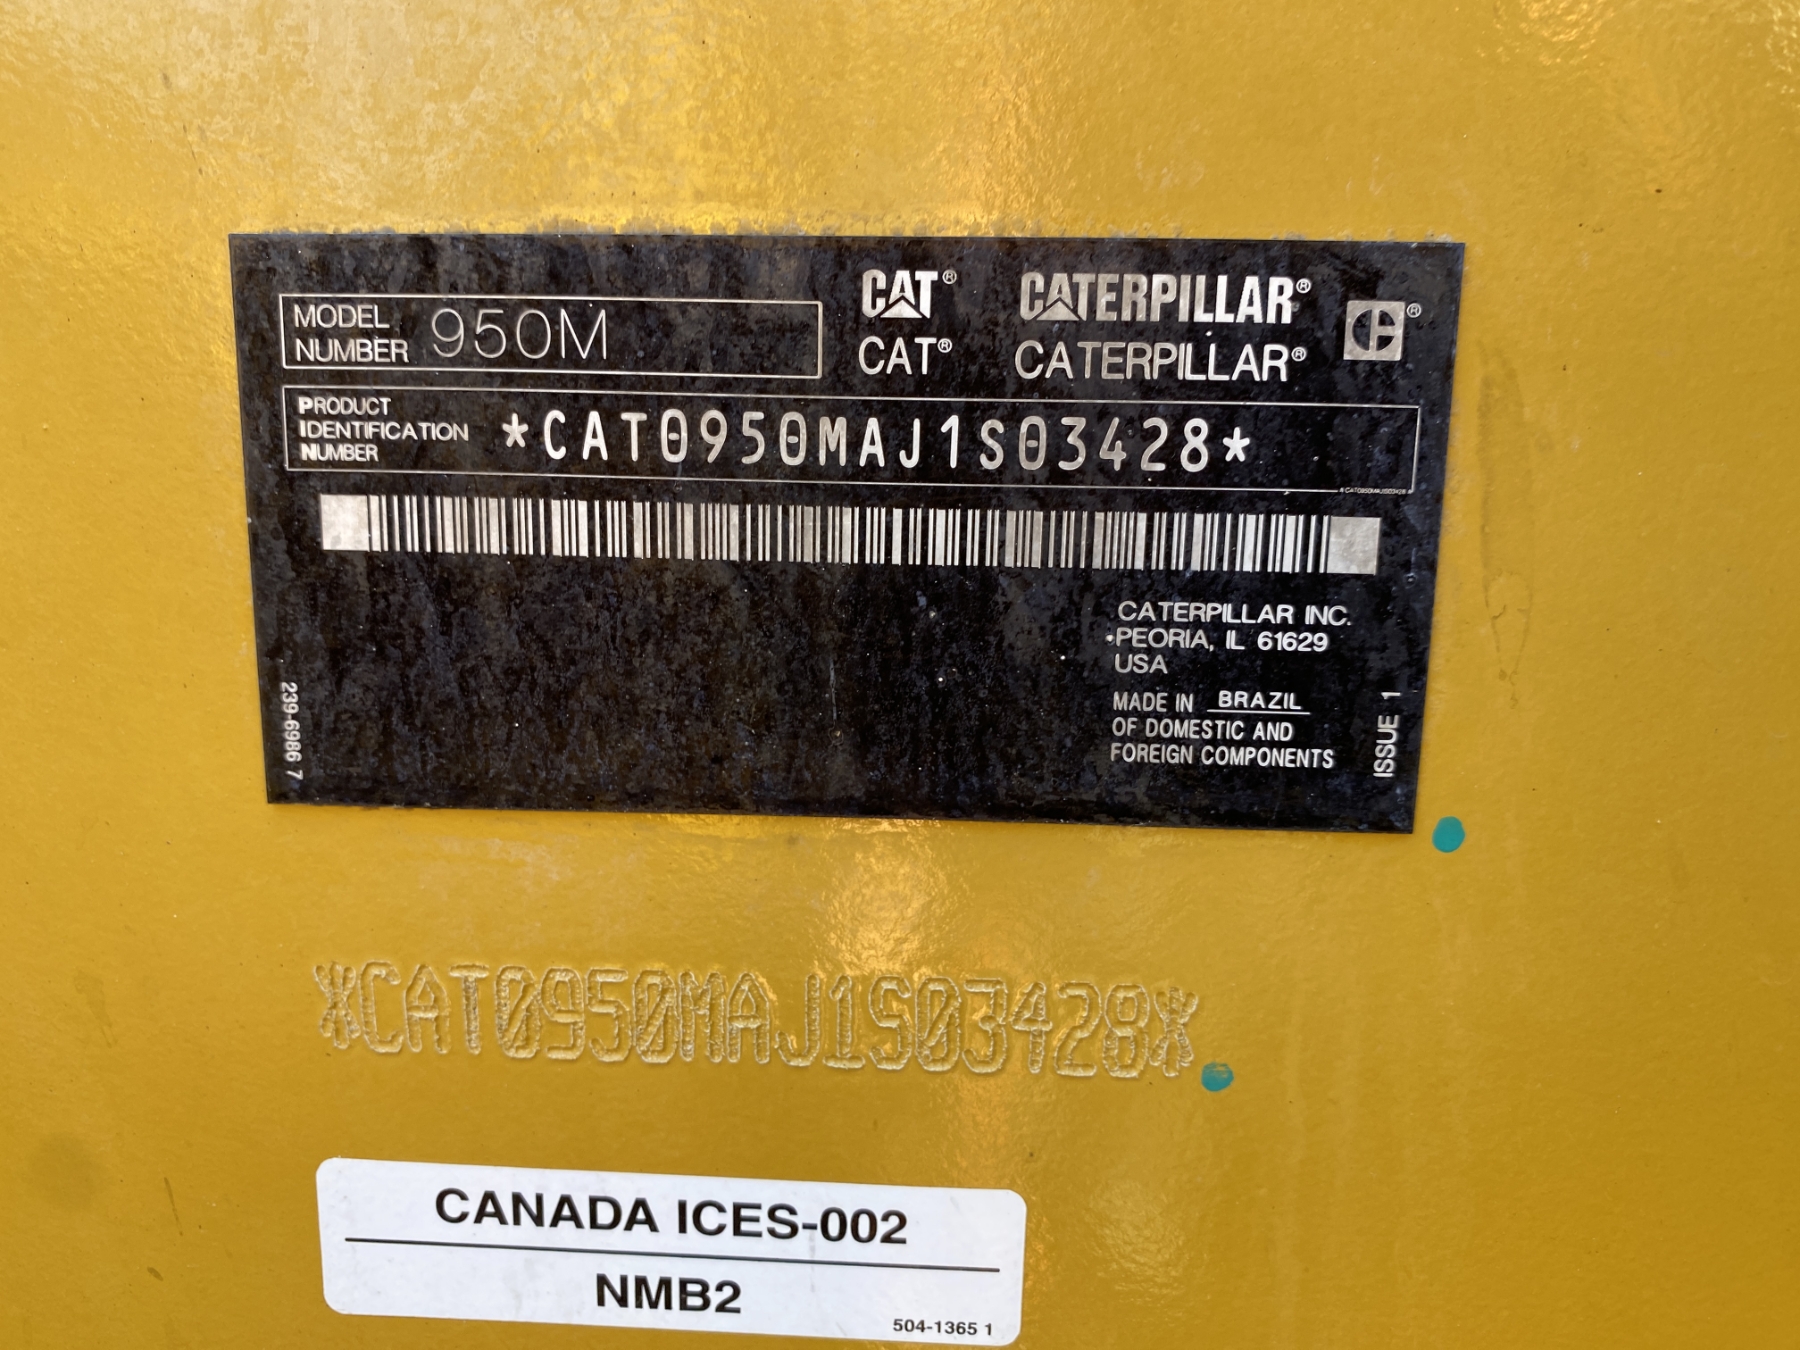 MODEL NUMBER 950M
CAT® CATERPILLAR®
CAT® CATERPILLAR®
PRODUCT IDENTIFICATION NUMBER *CAT0950MAJ1S03428*
*CAT0950MAJ1S03428
CATERPILLAR INC.
PEORIA, IL 61629
USA
MADE IN BRAZIL
OF DOMESTIC AND
FOREIGN COMPONENTS
239-6986 7
ISSUE 1
*CAT0950MAJ1S03428*
CANADA ICES-002
NMB2
504-1365 1